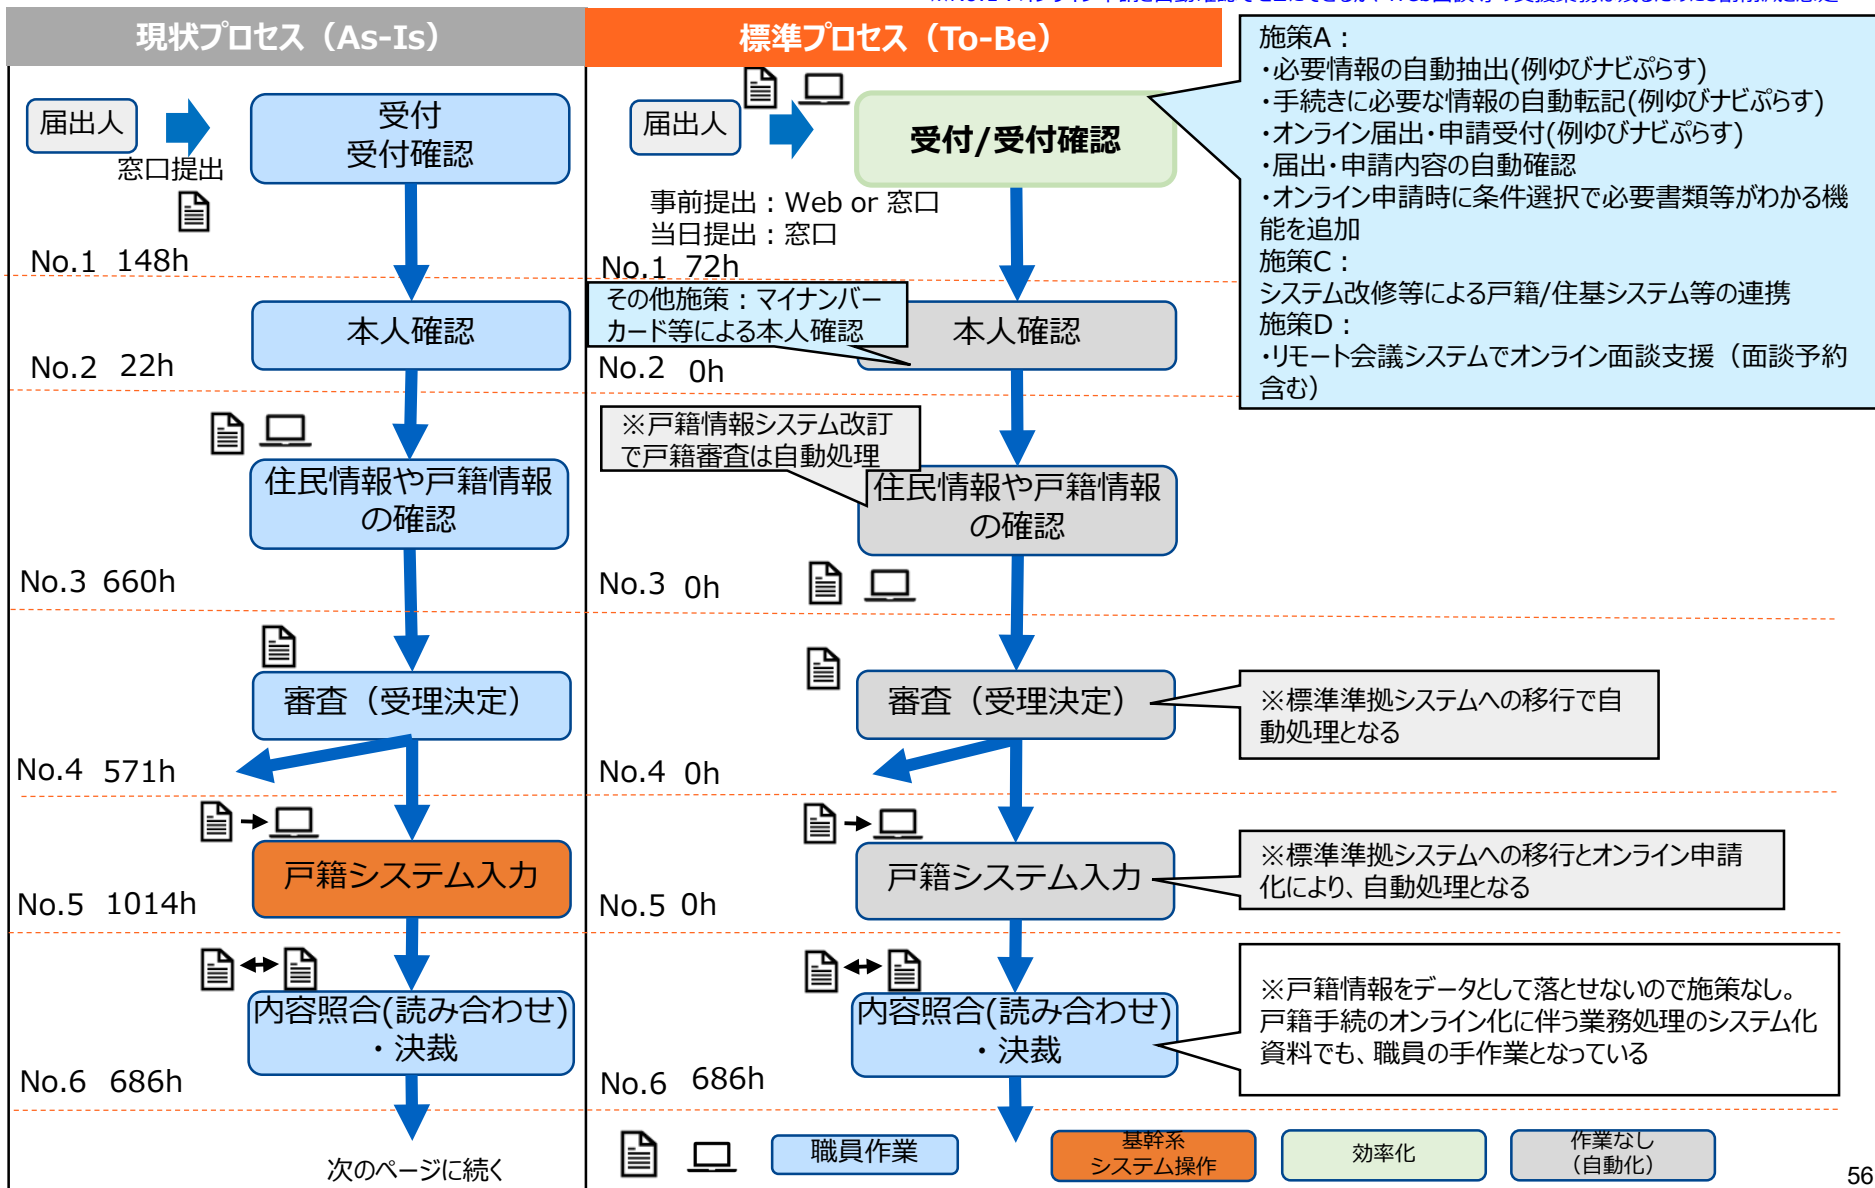 現状プロセス（As-Is）
標準プロセス（To-Be）
届出人
窓口提出
受付
受付確認
No.1 148h
本人確認
No.2 22h
住民情報や戸籍情報
の確認
No.3 660h
審査（受理決定）
No.4 571h
戸籍システム入力
No.5 1014h
内容照合(読み合わせ)
・決裁
No.6 686h
次のページに続く
届出人
受付/受付確認
事前提出：Web or 窓口
当日提出：窓口
No.1 72h
その他施策：マイナンバー
カード等による本人確認
本人確認
No.2 0h
※戸籍情報システム改訂
で戸籍審査は自動処理
住民情報や戸籍情報
の確認
No.3 0h
審査（受理決定）
No.4 0h
戸籍システム入力
No.5 0h
内容照合(読み合わせ)
・決裁
No.6 686h
施策A：
・必要情報の自動抽出(例ゆびナビぷらす)
・手続きに必要な情報の自動転記(例ゆびナビぷらす)
・オンライン届出・申請受付(例ゆびナビぷらす)
・届出・申請内容の自動確認
・オンライン申請時に条件選択で必要書類等がわかる機
能を追加
施策C：
システム改修等による戸籍/住基システム等の連携
施策D：
・リモート会議システムでオンライン面談支援（面談予約
含む）
※標準準拠システムへの移行で自
動処理となる
※標準準拠システムへの移行とオンライン申請
化により、自動処理となる
※戸籍情報をデータとして落とせないので施策なし。
戸籍手続のオンライン化に伴う業務処理のシステム化
資料でも、職員の手作業となっている
職員作業
基幹系
システム操作
効率化
作業なし
（自動化）
56